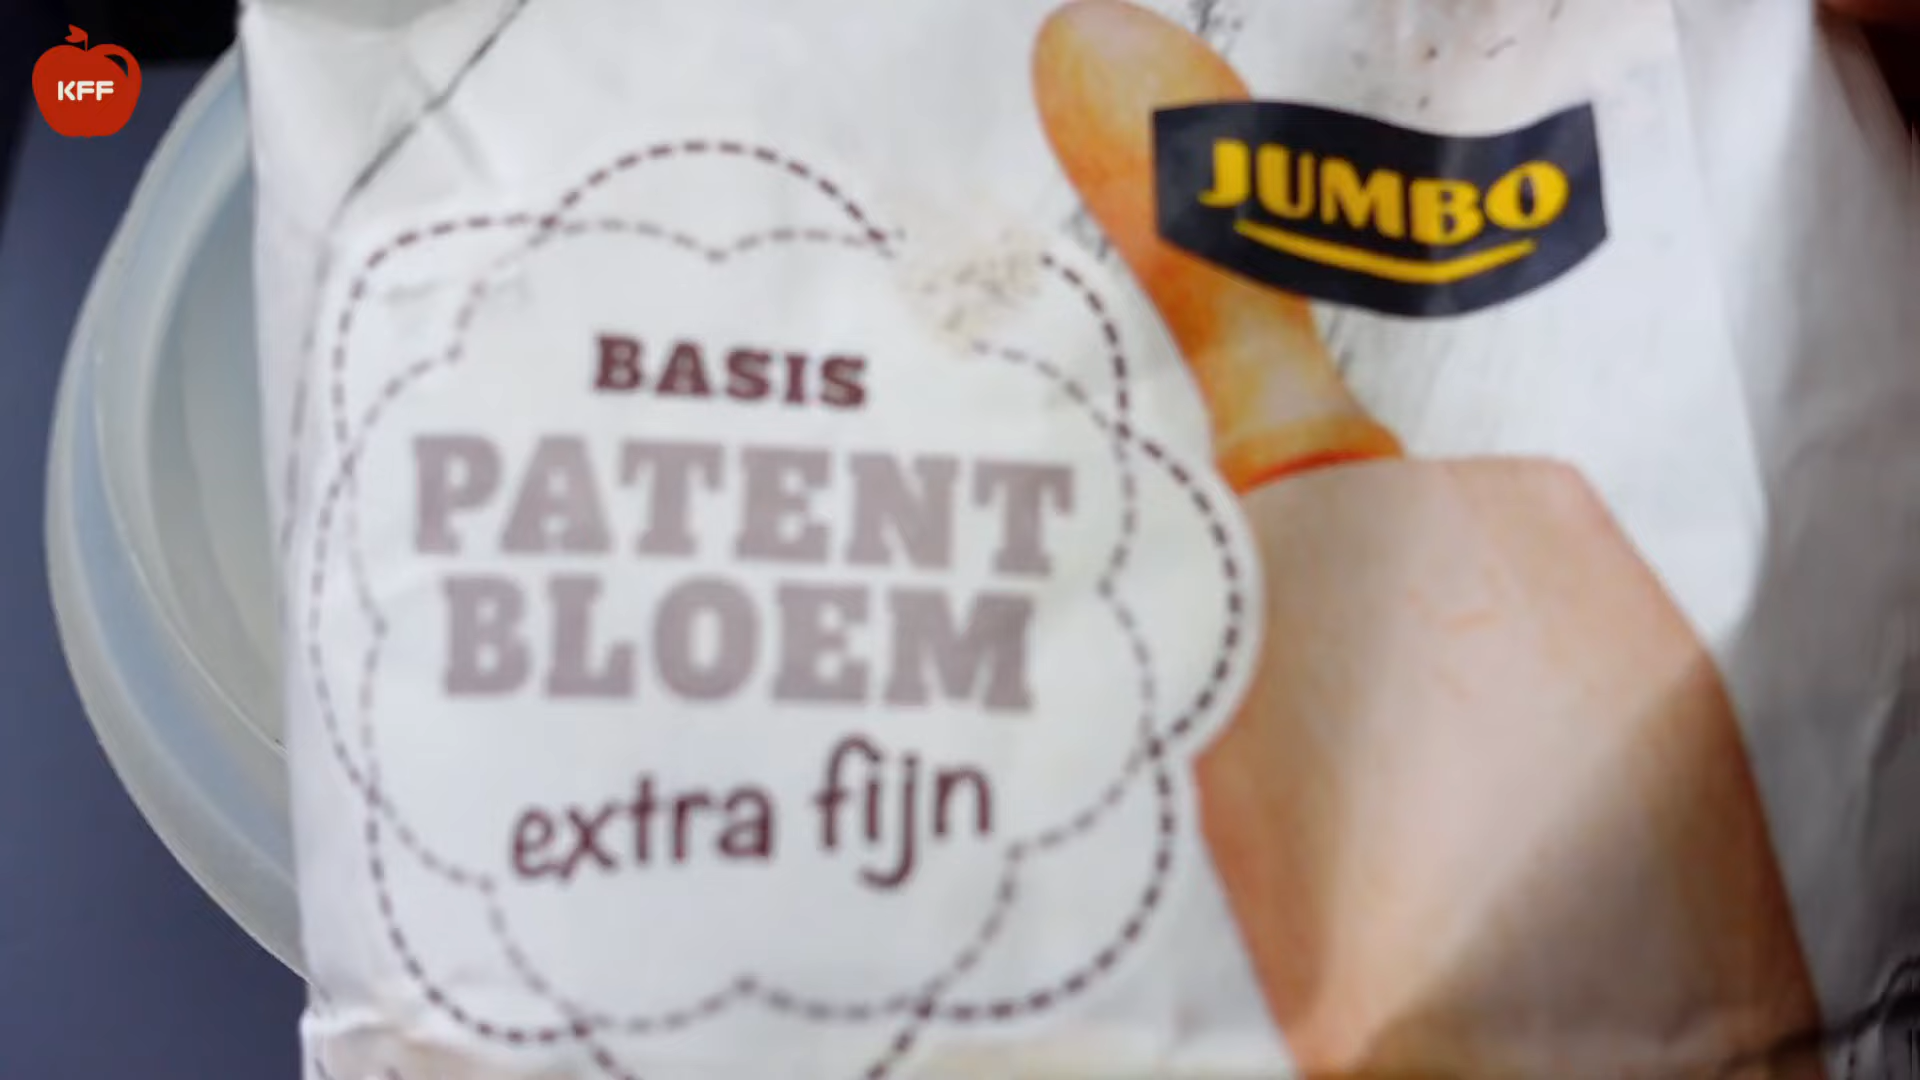 KFF
JUMBO
BASIS
PATENT
BLOEM
extra fijn